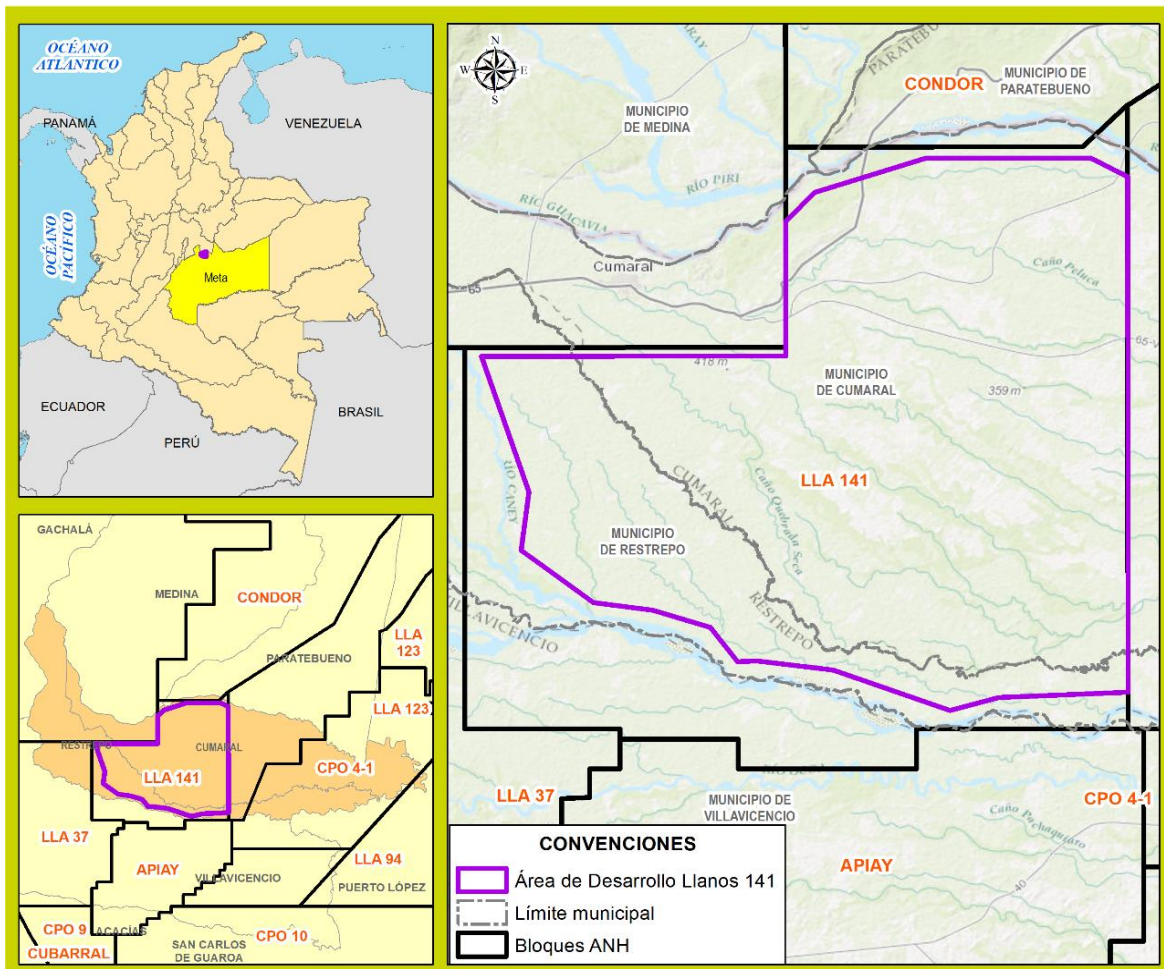 OCÉANO
ATLANTICO
PANAMÁ
VENEZUELA
OCÉANO
PACÍFICO
Meta
ECUADOR
BRASIL
PERÚ
GACHALÁ
MEDINA
CONDOR
LLA
123
PARATEBUENO
LLA 123
RESTREPO
CUMARAL
LLA 141
CPO 4-1
LLA 37
APIAY
LLA 94
VILLAVICENCIO
PUERTO LÓPEZ
CPO 9
ACACÍAS
CUBARRAL
SAN CARLOS
DE GUAROA
CPO 10
N
W
E
S
CONDOR
MUNICIPIO DE
PARATEBUENO
MUNICIPIO
DE MEDINA
RÍO PIRI
RÍO GUACAVIA
Cumaral
65
Caño Peluca
418 m
MUNICIPIO
DE CUMARAL
359 m
RÍO CANEY
CUMARAL
LLA 141
Caño Quebrada Seca
MUNICIPIO
DE RESTREPO
RESTREPO
VILLAVICENCIO
LLA 37
MUNICIPIO DE
VILLAVICENCIO
CPO 4-1
Caño Pachaquiaro
APIAY
40
CONVENCIONES
Área de Desarrollo Llanos 141
Límite municipal
Bloques ANH